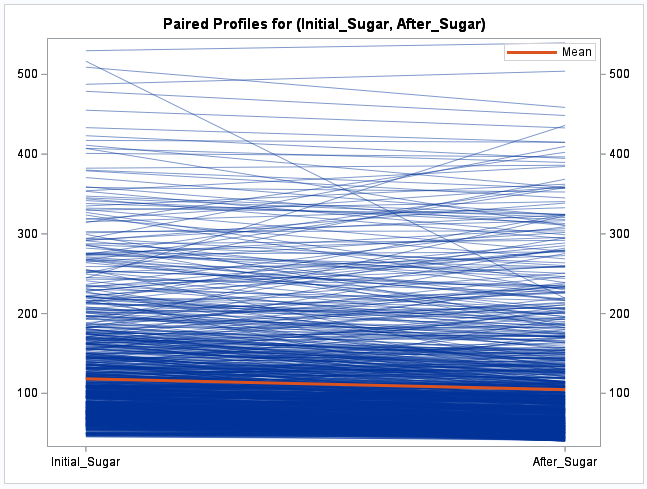 Paired Profiles for (Initial_Sugar, After_Sugar)
Mean
500
500
400
400
300
300
200
200
100
100
Initial_Sugar
After_Sugar